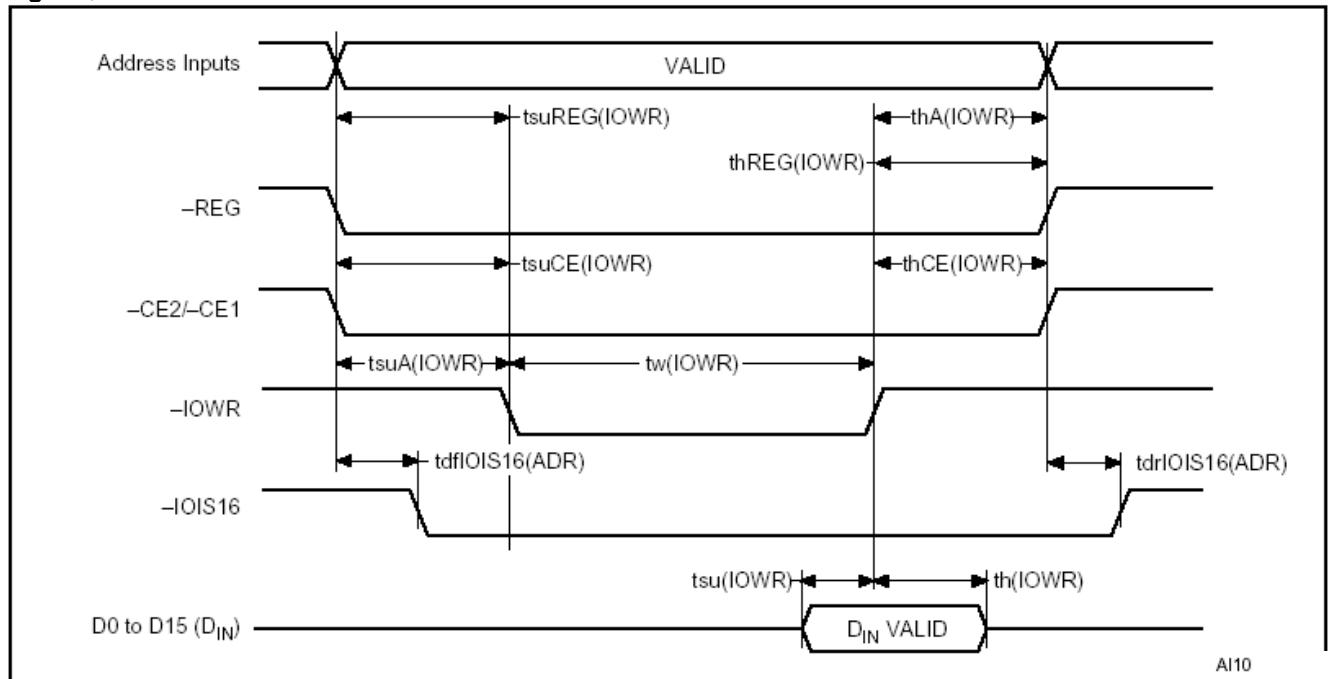 Address Inputs
VALID
tsuREG(IOWR)
thA(IOWR)
thREG(IOWR)
–REG
tsuCE(IOWR)
thCE(IOWR)
–CE2/–CE1
tsuA(IOWR)
tw(IOWR)
–IOWR
tdfIOIS16(ADR)
tdrIOIS16(ADR)
–IOIS16
tsu(IOWR)
th(IOWR)
D0 to D15 (DIN)
DIN VALID
AI10